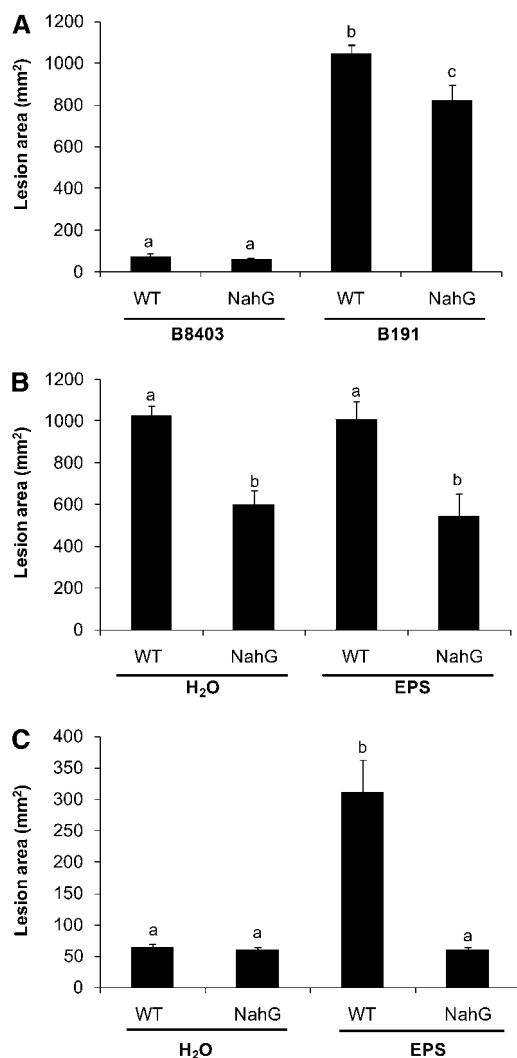 A
Lesion area (mm²)
1200
1000
800
600
400
200
0
a
a
b
c
WT
NahG
WT
NahG
B8403
B191
B
Lesion area (mm²)
1200
1000
800
600
400
200
0
a
b
a
b
WT
NahG
WT
NahG
H₂O
EPS
C
Lesion area (mm²)
400
350
300
250
200
150
100
50
0
a
a
b
a
WT
NahG
WT
NahG
H₂O
EPS